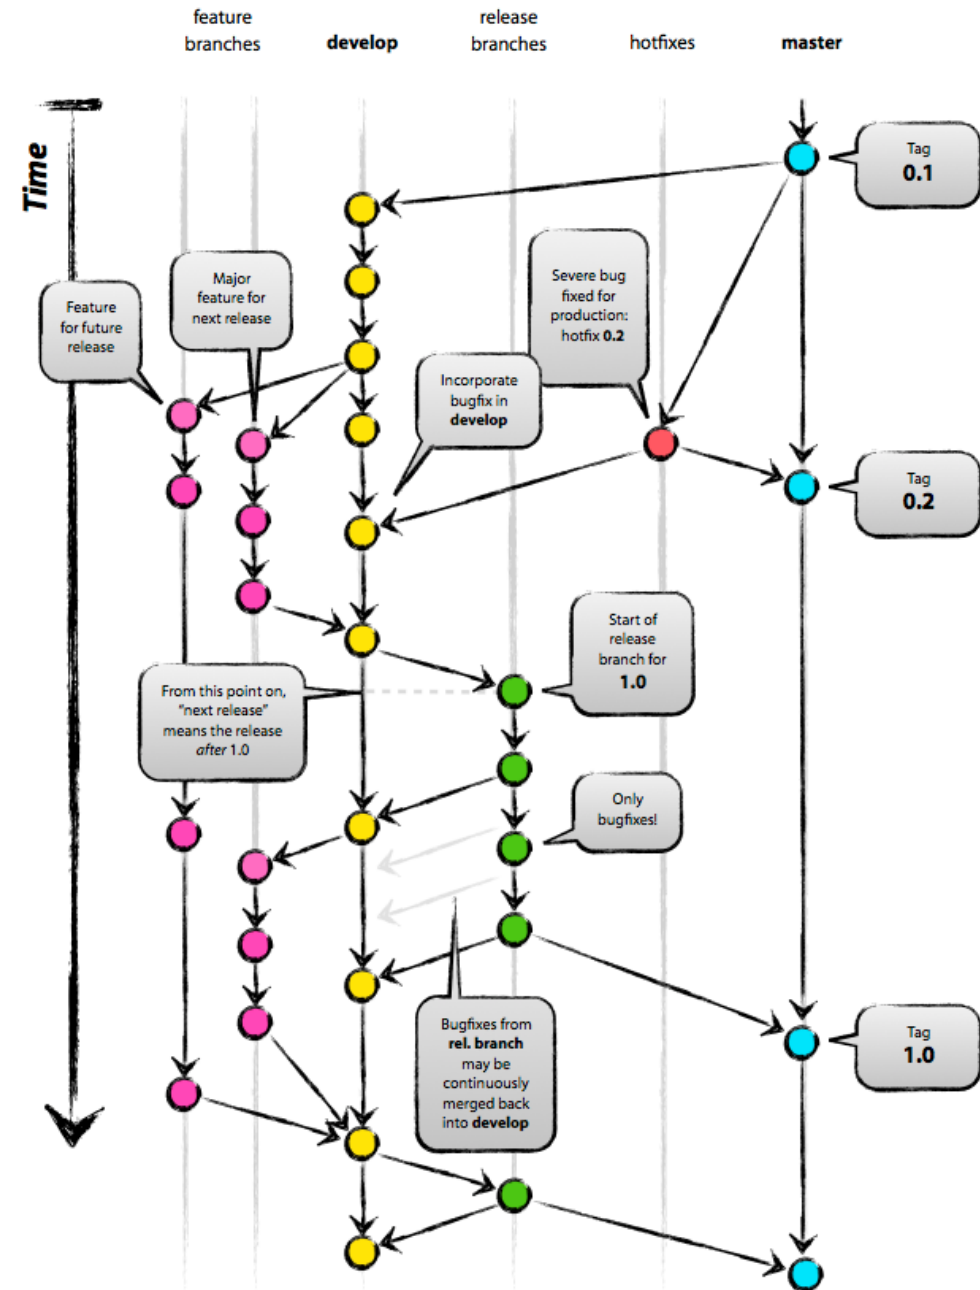 feature
branches
develop
release
branches
hotfixes
master
Time
Tag
0.1
Major
feature for
next release
Feature
for future
release
Severe bug
fixed for
production:
hotfix 0.2
Incorporate
bugfix in
develop
Tag
0.2
Start of
release
branch for
1.0
From this point on,
“next release”
means the release
after 1.0
Only
bugfixes!
Bugfixes from
rel. branch
may be
continuously
merged back
into develop
Tag
1.0